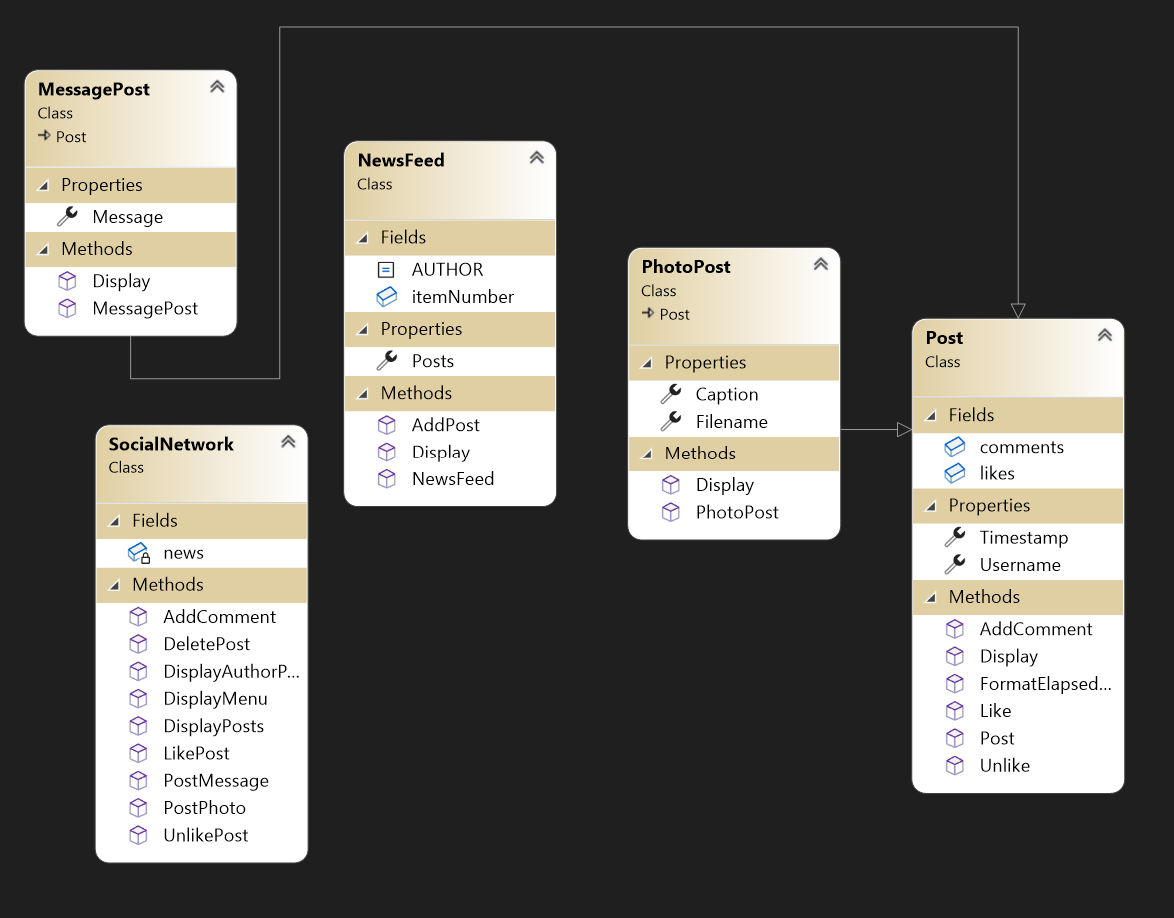 MessagePost
Class
Post
Properties
Message
Methods
Display
MessagePost
NewsFeed
Class
Fields
AUTHOR
itemNumber
Properties
Posts
Methods
AddPost
Display
NewsFeed
PhotoPost
Class
Post
Properties
Caption
Filename
Methods
Display
PhotoPost
Post
Class
Fields
comments
likes
Properties
Timestamp
Username
Methods
AddComment
Display
FormatElapsed...
Like
Post
Unlike
SocialNetwork
Class
Fields
news
Methods
AddComment
DeletePost
DisplayAuthorP...
DisplayMenu
DisplayPosts
LikePost
PostMessage
PostPhoto
UnlikePost